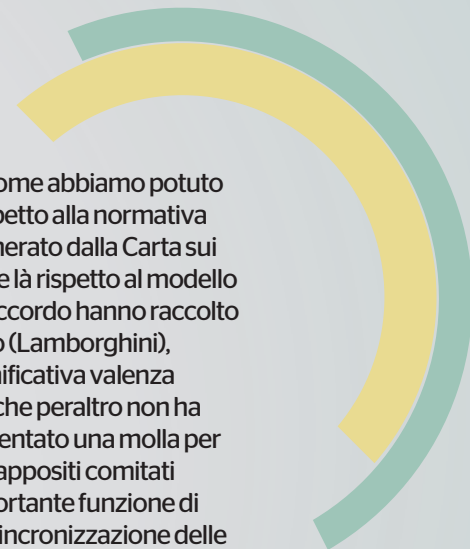 ome abbiamo potuto
petto alla normativa
nerato dalla Carta sui
e là rispetto al modello
ccordo hanno raccolto
o (Lamborghini),
nificativa valenza
che peraltro non ha
entato una molla per
appositi comitati
ortante funzione di
incronizzazione delle